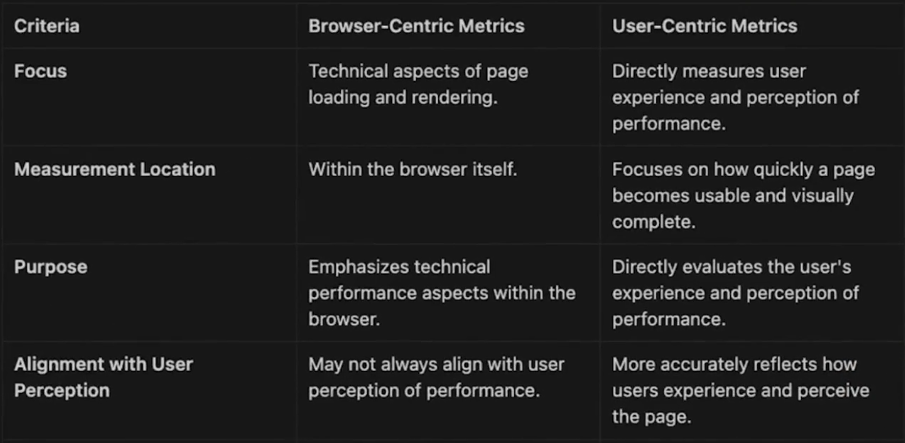 Criteria
Browser-Centric Metrics
User-Centric Metrics
Focus
Technical aspects of page
loading and rendering.
Directly measures user
experience and perception of
performance.
Measurement Location
Within the browser itself.
Focuses on how quickly a page
becomes usable and visually
complete.
Purpose
Emphasizes technical
performance aspects within the
browser.
Directly evaluates the user's
experience and perception of
performance.
Alignment with User
Perception
May not always align with user
perception of performance.
More accurately reflects how
users experience and perceive
the page.